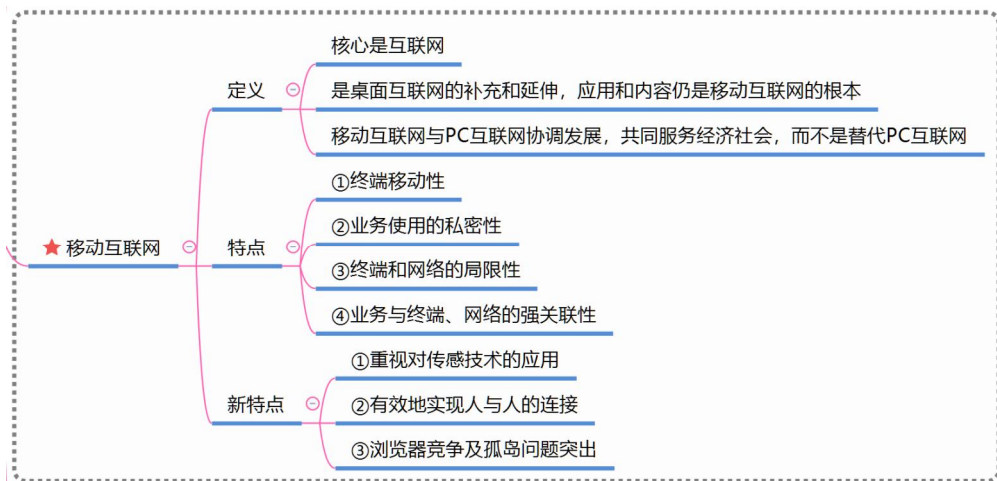 核心是互联网
定义
是桌面互联网的补充和延伸，应用和内容仍是移动互联网的根本
移动互联网与PC互联网协调发展，共同服务经济社会，而不是替代PC互联网
①终端移动性
②业务使用的私密性
移动互联网
特点
③终端和网络的局限性
④业务与终端、网络的强关联性
①重视对传感技术的应用
新特点
②有效地实现人与人的连接
③浏览器竞争及孤岛问题突出